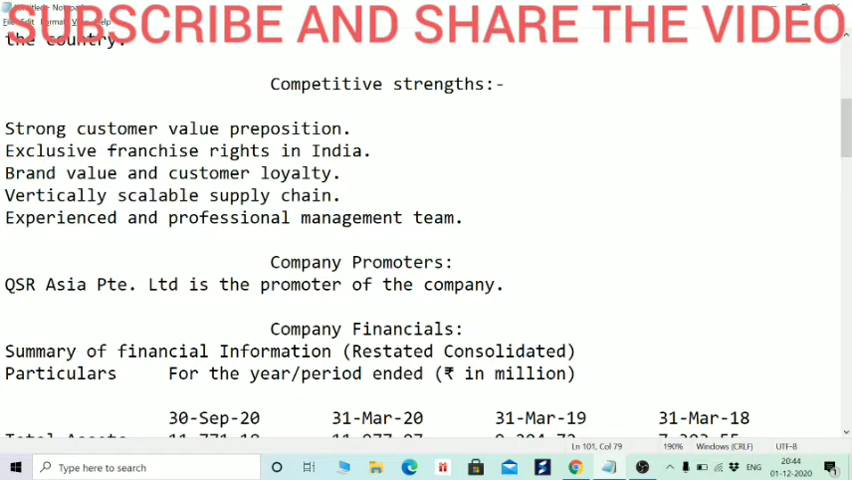 SUBSCRIBE AND SHARE THE VIDEO
the country.
Competitive strengths:-
Strong customer value preposition.
Exclusive franchise rights in India.
Brand value and customer loyalty.
Vertically scalable supply chain.
Experienced and professional management team.
Company Promoters:
QSR Asia Pte. Ltd is the promoter of the company.
Company Financials:
Summary of financial Information (Restated Consolidated)
Particulars For the year/period ended (₹ in million)
30-Sep-20 31-Mar-20 31-Mar-19 31-Mar-18
Total Assets
Ln 101, Col 79 190% Windows (CRLF) UTF-8
Type here to search ENG 20:44
01-12-2020